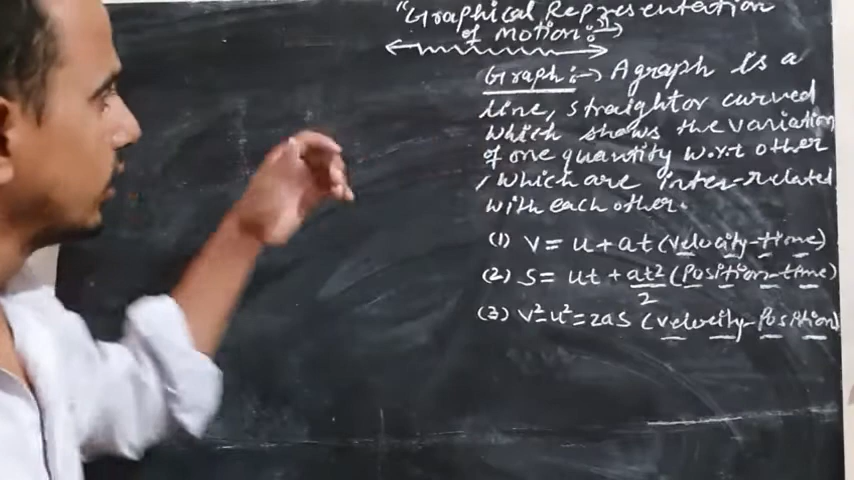 "Graphical Representation
of motion:→
Graph:→ A graph is a
line, straight or curved
which shows the variation
of one quantity w.r.t other
, which are inter-related
with each other.
(1) V = u + at (velocity-time)
(2) S = ut + at2/2 (Position-time)
(3) V²-u² = 2as (velocity-Position)